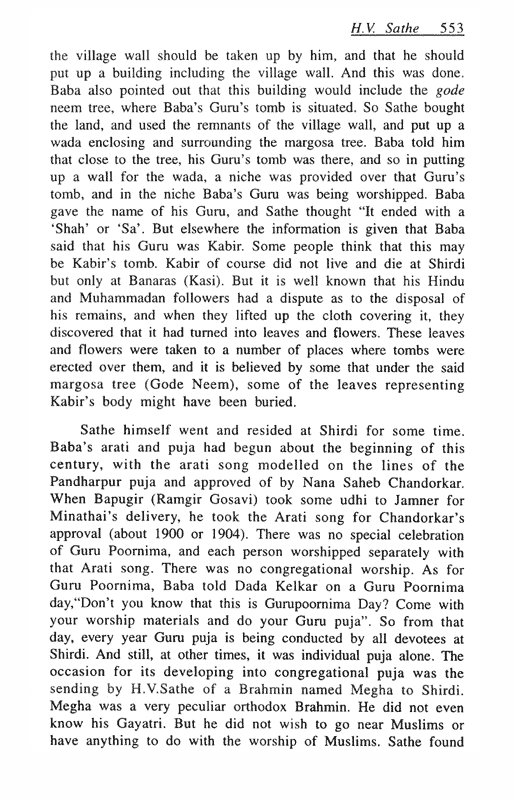 H.V. Sathe 553
the village wall should be taken up by him, and that he should
put up a building including the village wall. And this was done.
Baba also pointed out that this building would include the gode
neem tree, where Baba's Guru's tomb is situated. So Sathe bought
the land, and used the remnants of the village wall, and put up a
wada enclosing and surrounding the margosa tree. Baba told him
that close to the tree, his Guru's tomb was there, and so in putting
up a wall for the wada, a niche was provided over that Guru's
tomb, and in the niche Baba's Guru was being worshipped. Baba
gave the name of his Guru, and Sathe thought “It ended with a
‘Shah’ or ‘Sa’. But elsewhere the information is given that Baba
said that his Guru was Kabir. Some people think that this may
be Kabir's tomb. Kabir of course did not live and die at Shirdi
but only at Banaras (Kasi). But it is well known that his Hindu
and Muhammadan followers had a dispute as to the disposal of
his remains, and when they lifted up the cloth covering it, they
discovered that it had turned into leaves and flowers. These leaves
and flowers were taken to a number of places where tombs were
erected over them, and it is believed by some that under the said
margosa tree (Gode Neem), some of the leaves representing
Kabir's body might have been buried.
Sathe himself went and resided at Shirdi for some time.
Baba's arati and puja had begun about the beginning of this
century, with the arati song modelled on the lines of the
Pandharpur puja and approved of by Nana Saheb Chandorkar.
When Bapugir (Ramgir Gosavi) took some udhi to Jamner for
Minathai's delivery, he took the Arati song for Chandorkar's
approval (about 1900 or 1904). There was no special celebration
of Guru Poornima, and each person worshipped separately with
that Arati song. There was no congregational worship. As for
Guru Poornima, Baba told Dada Kelkar on a Guru Poornima
day,“Don't you know that this is Gurupoornima Day? Come with
your worship materials and do your Guru puja”. So from that
day, every year Guru puja is being conducted by all devotees at
Shirdi. And still, at other times, it was individual puja alone. The
occasion for its developing into congregational puja was the
sending by H.V.Sathe of a Brahmin named Megha to Shirdi.
Megha was a very peculiar orthodox Brahmin. He did not even
know his Gayatri. But he did not wish to go near Muslims or
have anything to do with the worship of Muslims. Sathe found